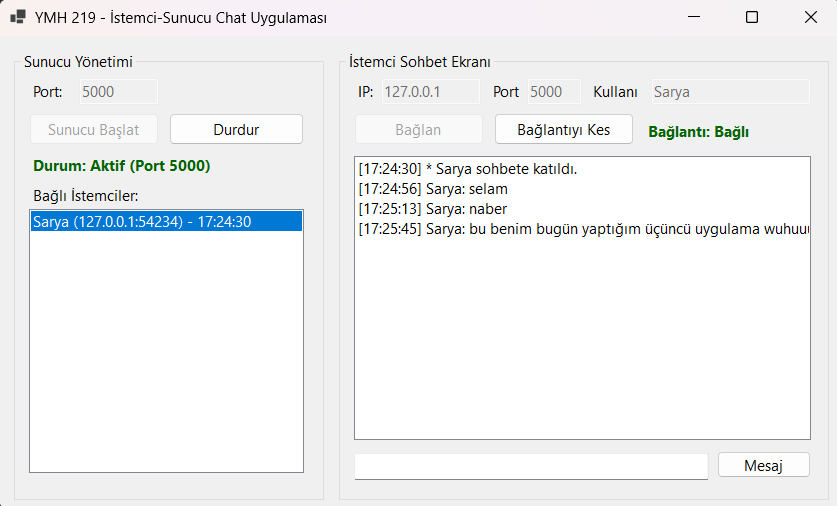 YMH 219 - İstemci-Sunucu Chat Uygulaması
Sunucu Yönetimi
Port: 5000
Sunucu Başlat Durdur
Durum: Aktif (Port 5000)
Bağlı İstemciler:
Sarya (127.0.0.1:54234) - 17:24:30
İstemci Sohbet Ekranı
IP: 127.0.0.1 Port 5000 Kullanı Sarya
Bağlan Bağlantıyı Kes Bağlantı: Bağlı
[17:24:30] * Sarya sohbete katıldı.
[17:24:56] Sarya: selam
[17:25:13] Sarya: naber
[17:25:45] Sarya: bu benim bugün yaptığım üçüncü uygulama wuhuuu
Mesaj